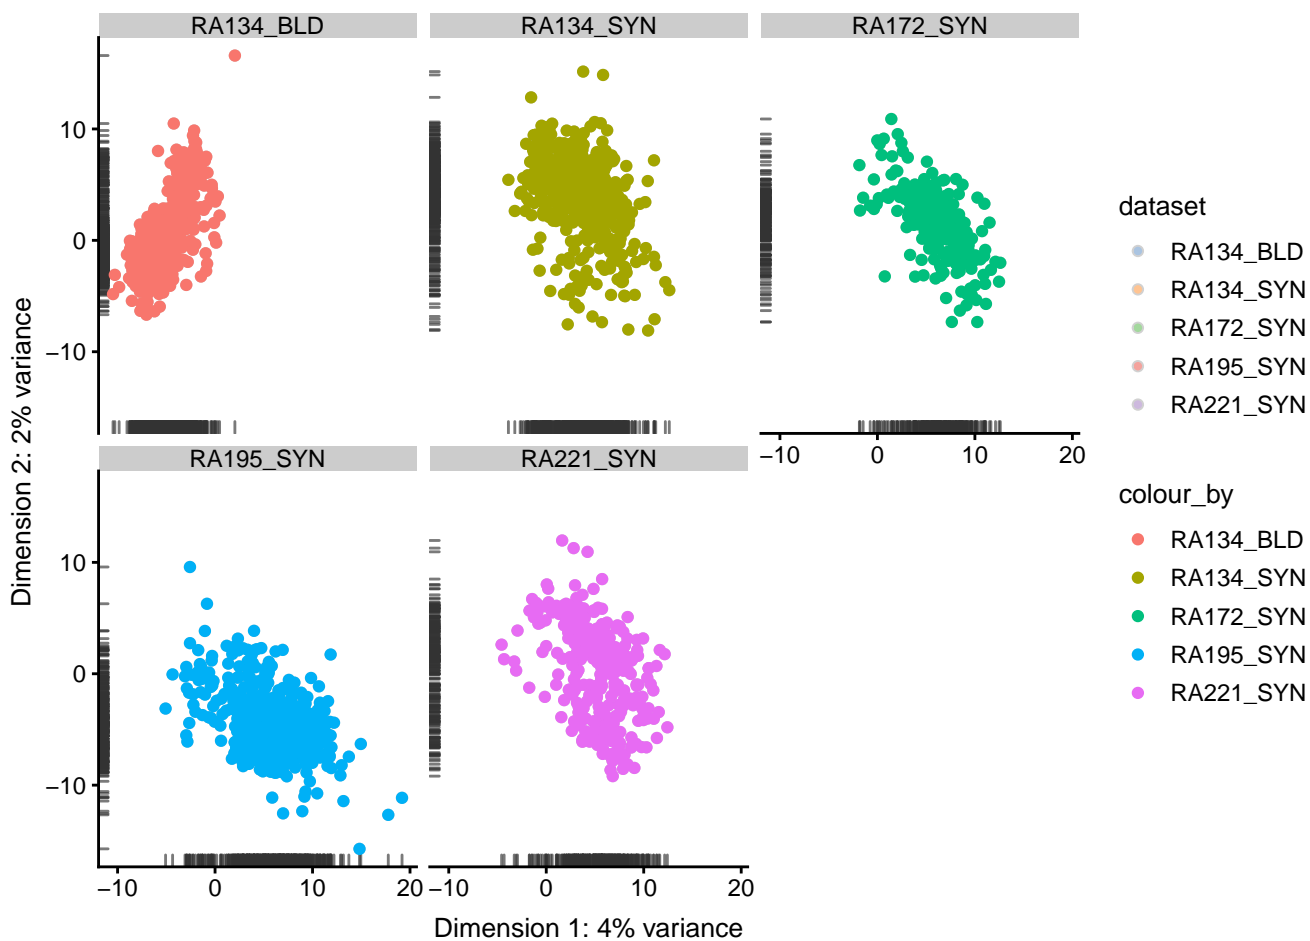 RA134_BLD
RA134_SYN
RA172_SYN
10
0
−10
−10
0
10
20
RA195_SYN
RA221_SYN
10
0
−10
−10
0
10
20
−10
0
10
20
Dimension 1: 4% variance
Dimension 2: 2% variance
dataset
RA134_BLD
RA134_SYN
RA172_SYN
RA195_SYN
RA221_SYN
colour_by
RA134_BLD
RA134_SYN
RA172_SYN
RA195_SYN
RA221_SYN